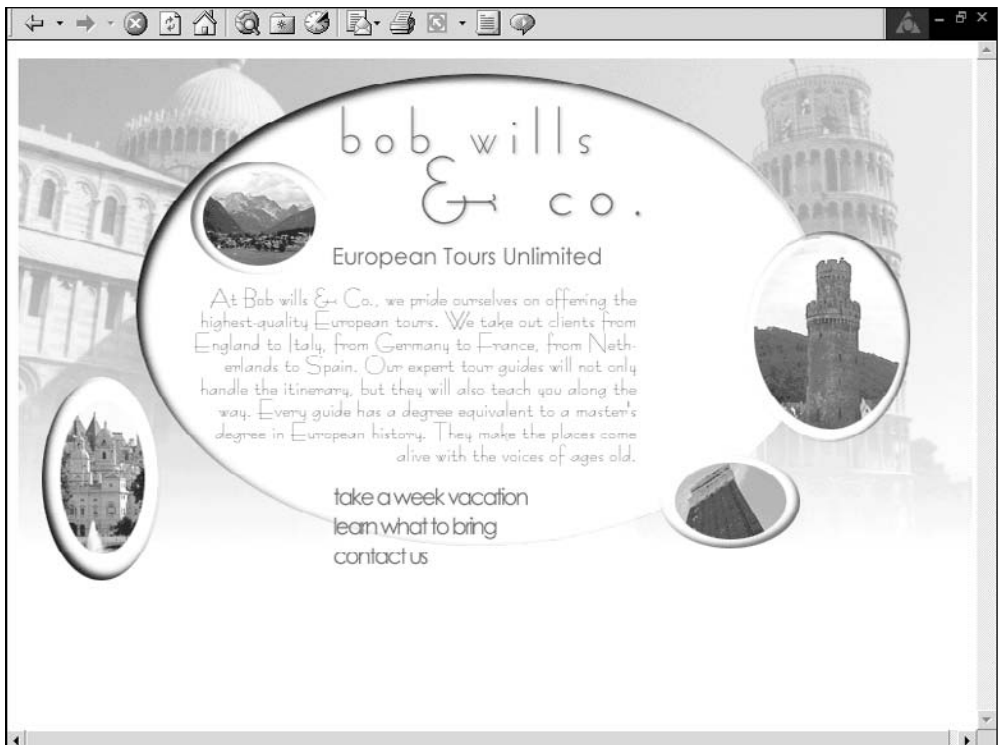 bob wills
& co.
European Tours Unlimited
At Bob wills & Co., we pride ourselves on offering the
highest-quality European tours. We take out clients from
England to Italy, from Germany to France, from Neth-
erlands to Spain. Our expert tour guides will not only
handle the itinerary, but they will also teach you along the
way. Every guide has a degree equivalent to a master's
degree in European history. They make the places come
alive with the voices of ages old.
take a week vacation
learn what to bring
contact us